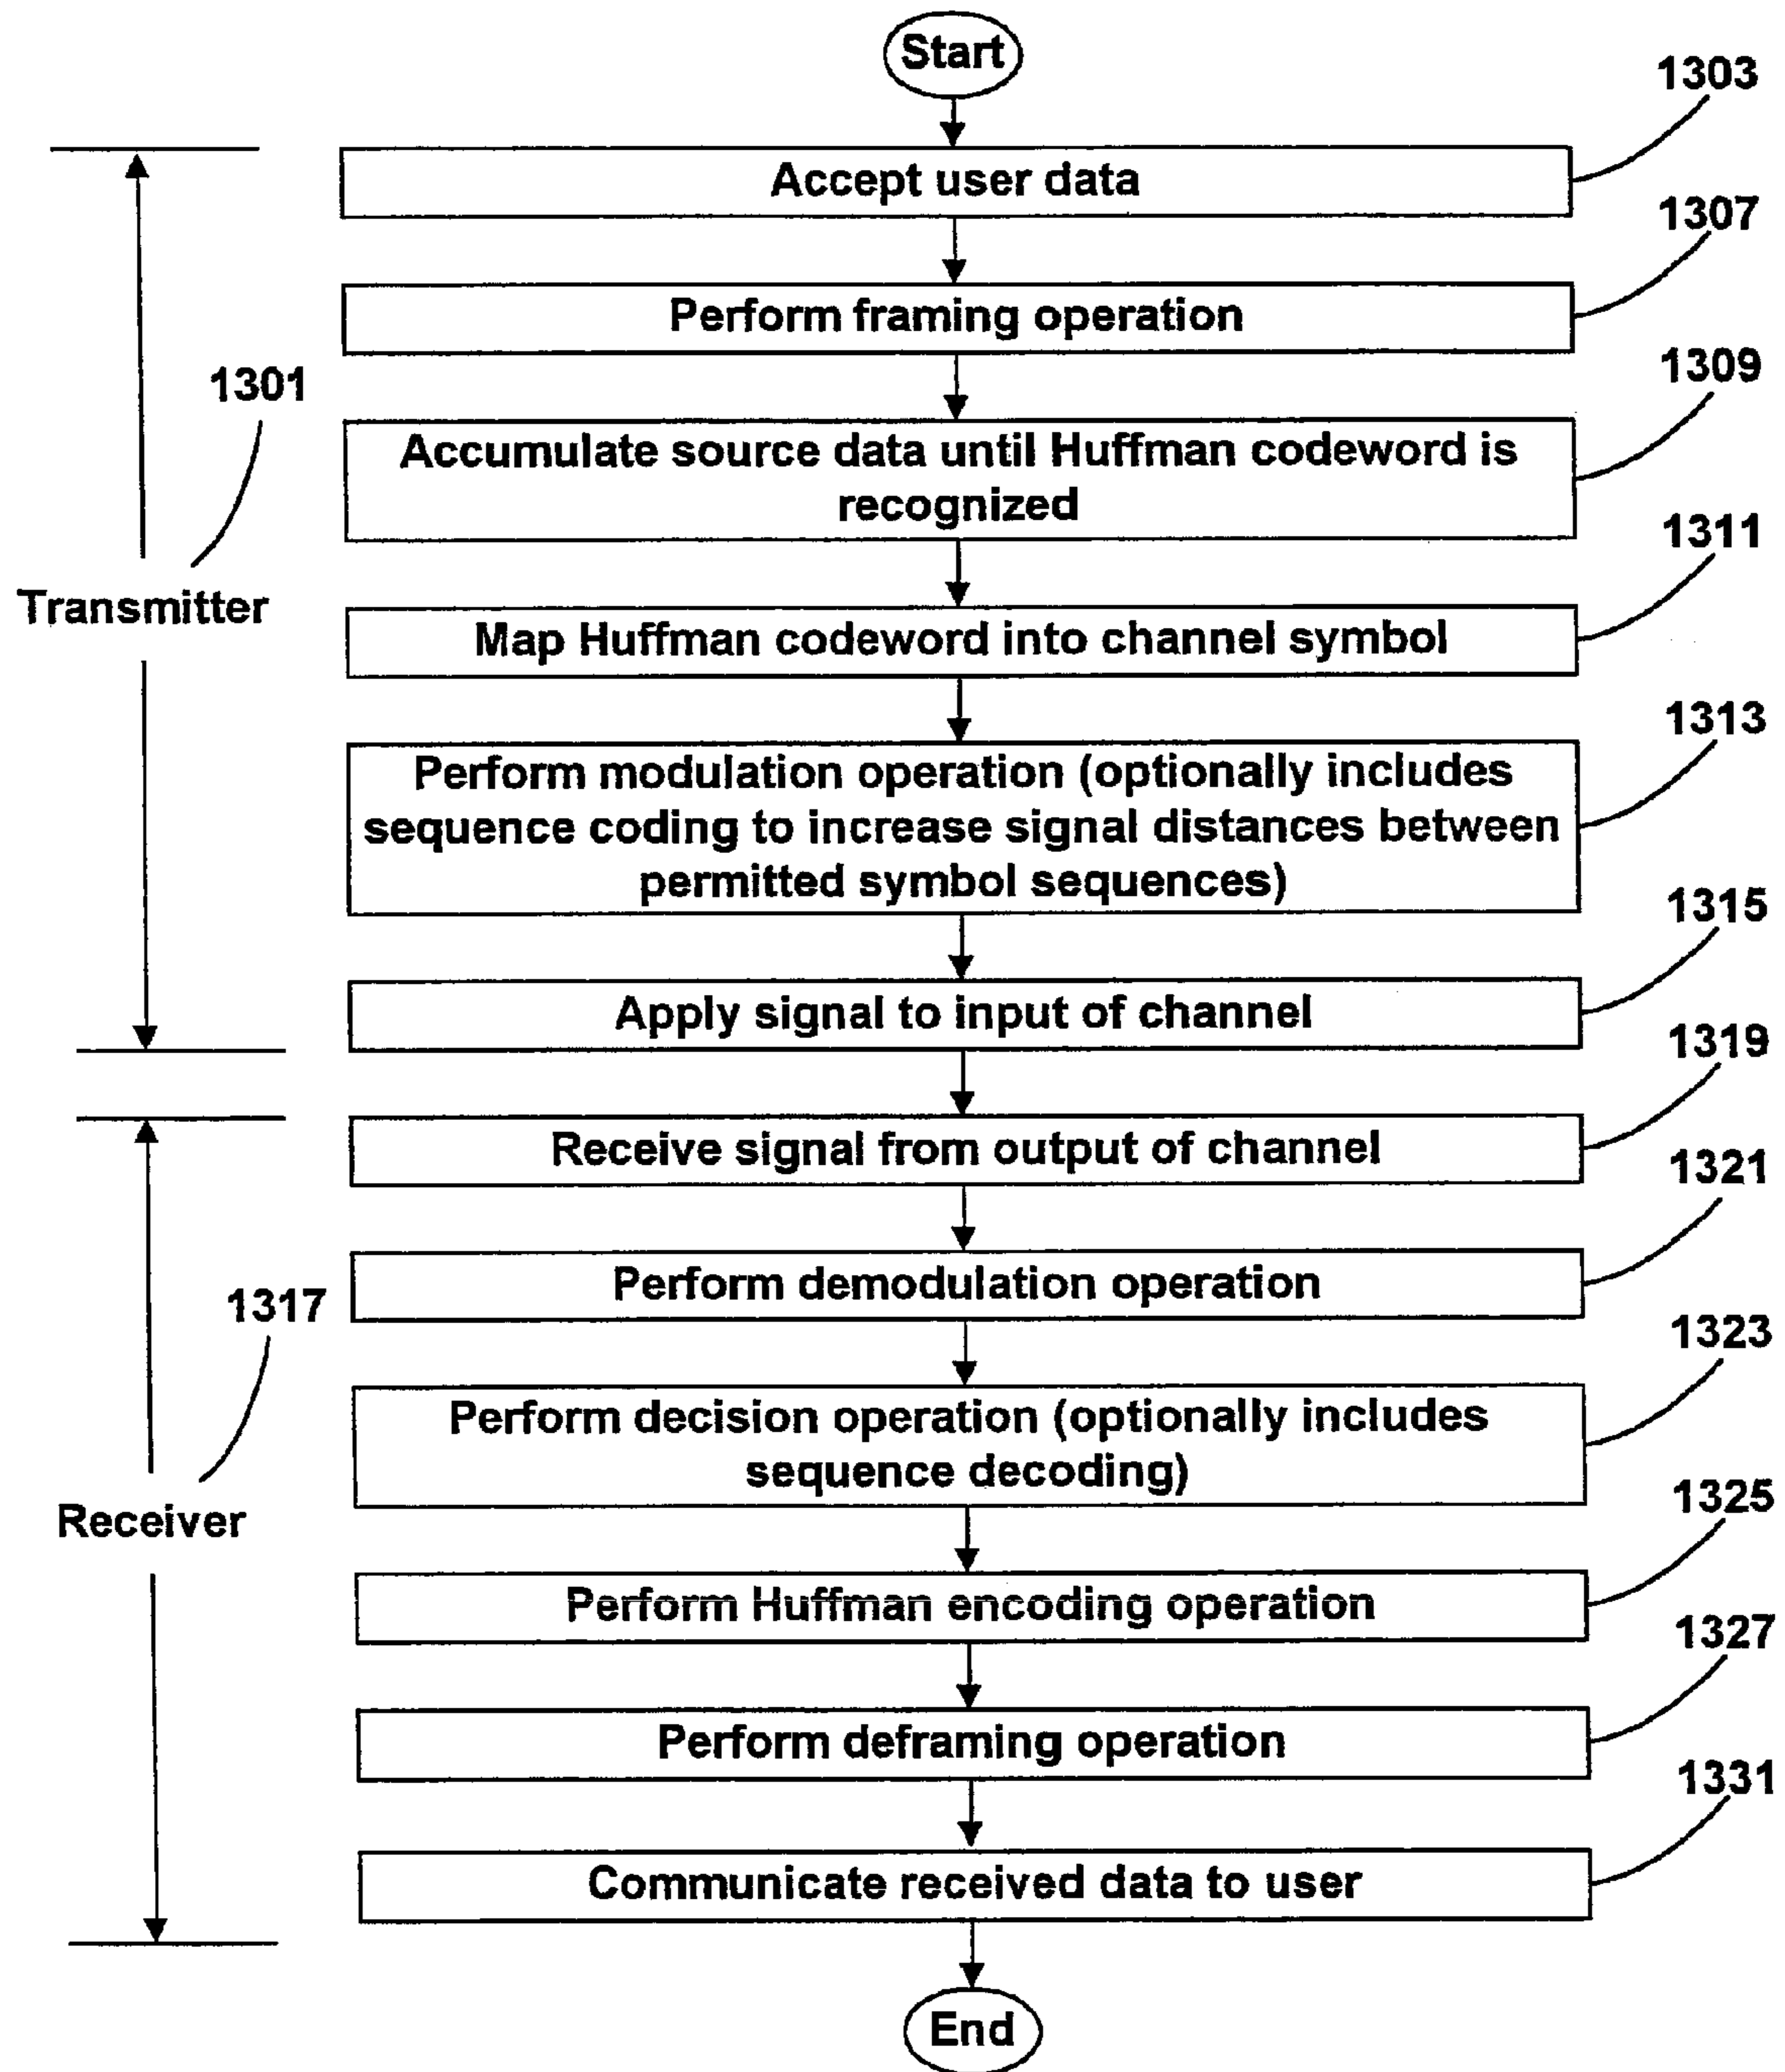 Start
1303
Accept user data
1307
Perform framing operation
1309
1301
Accumulate source data until Huffman codeword is
recognized
1311
Transmitter
Map Huffman codeword into channel symbol
1313
Perform modulation operation (optionally includes
sequence coding to increase signal distances between
permitted symbol sequences)
1315
Apply signal to input of channel
1319
Receive signal from output of channel
1321
Perform demodulation operation
1317
1323
Perform decision operation (optionally includes
sequence decoding)
1325
Receiver
Perform Huffman encoding operation
1327
Perform deframing operation
1331
Communicate received data to user
End